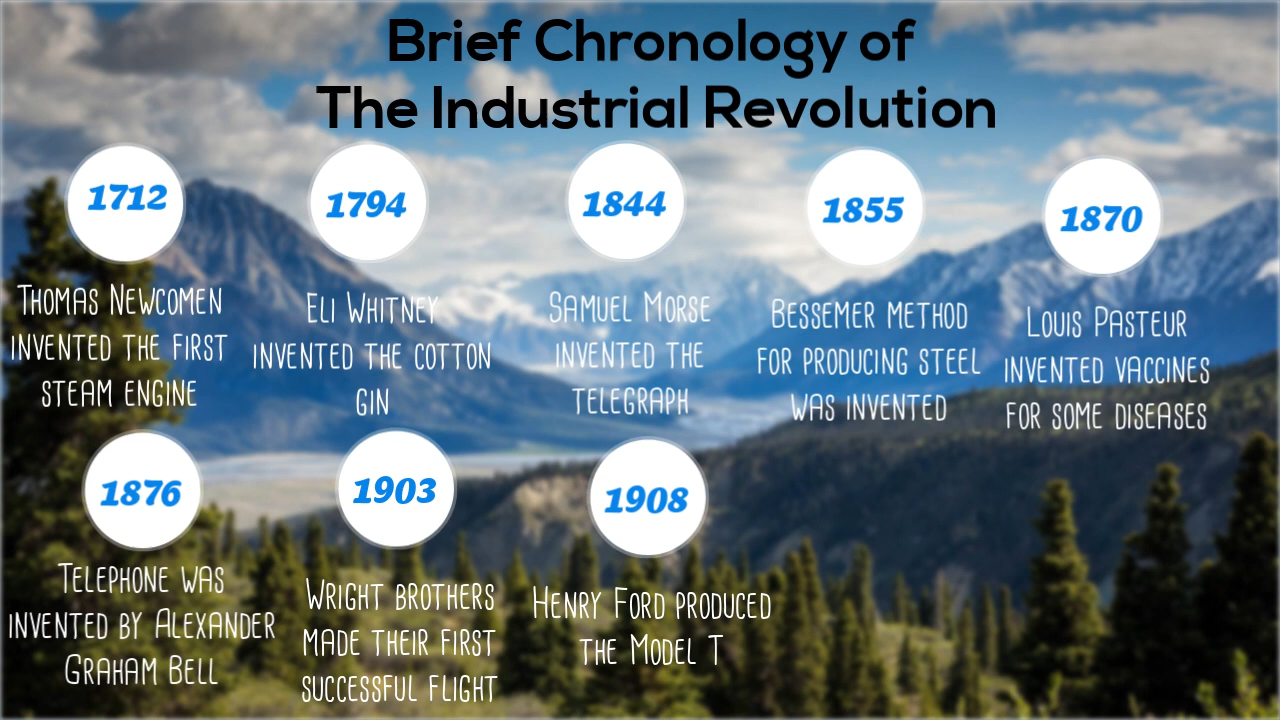 Brief Chronology of
The Industrial Revolution
1712
Thomas Newcomen
invented the first
steam engine
1794
Eli Whitney
invented the cotton
gin
1844
Samuel Morse
invented the
telegraph
1855
Bessemer method
for producing steel
was invented
1870
Louis Pasteur
invented vaccines
for some diseases
1876
Telephone was
invented by Alexander
Graham Bell
1903
Wright brothers
made their first
successful flight
1908
Henry Ford produced
the Model T